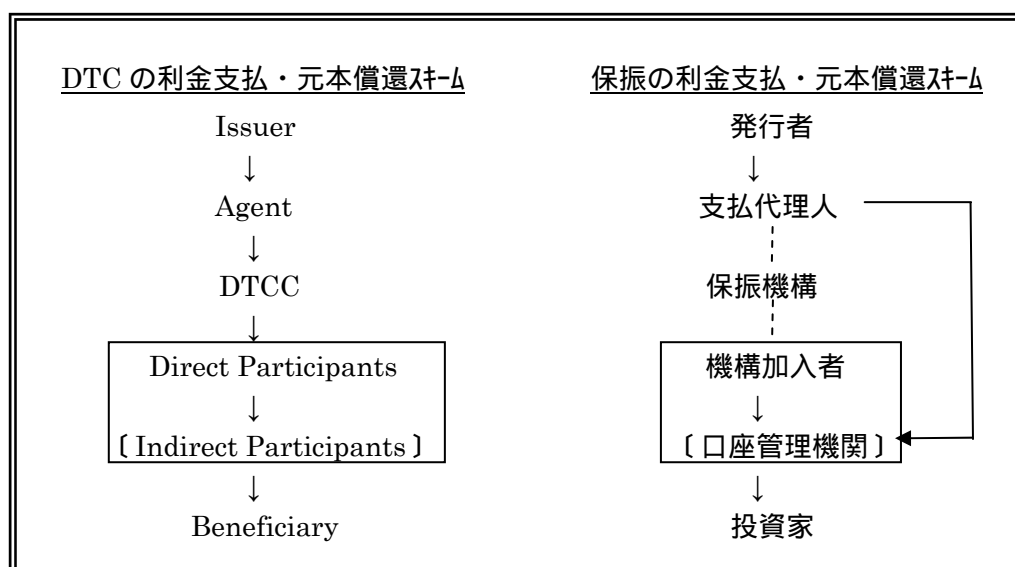 DTC の利金支払・元本償還ｽｷｰﾑ
Issuer
↓
Agent
↓
DTCC
↓
Direct Participants
↓
〔 Indirect Participants 〕
↓
Beneficiary
保振の利金支払・元本償還ｽｷｰﾑ
発行者
↓
支払代理人
保振機構
機構加入者
↓
〔 口座管理機関 〕
↓
投資家